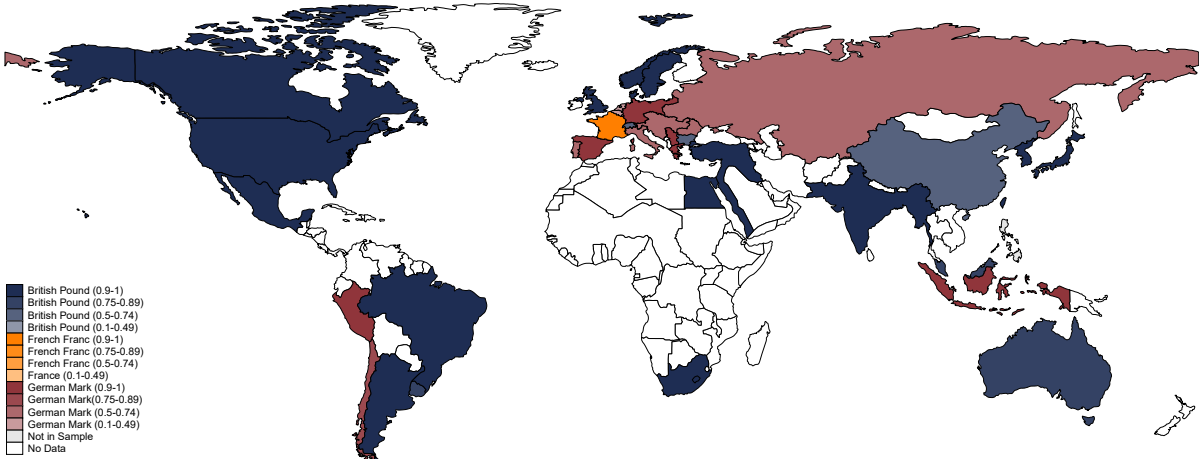 British Pound (0.9-1)
British Pound (0.75-0.89)
British Pound (0.5-0.74)
British Pound (0.1-0.49)
French Franc (0.9-1)
French Franc (0.75-0.89)
French Franc (0.5-0.74)
France (0.1-0.49)
German Mark (0.9-1)
German Mark(0.75-0.89)
German Mark (0.5-0.74)
German Mark (0.1-0.49)
Not in Sample
No Data